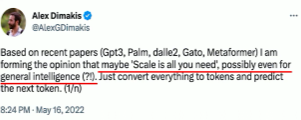 Alex Dimakis
@AlexGDimakis
Based on recent papers (Gpt3, Palm, dalle2, Gato, Metaformer) I am
forming the opinion that maybe 'Scale is all you need', possibly even for
general intelligence (?!). Just convert everything to tokens and predict
the next token. (1/n)
8:24 PM · May 16, 2022